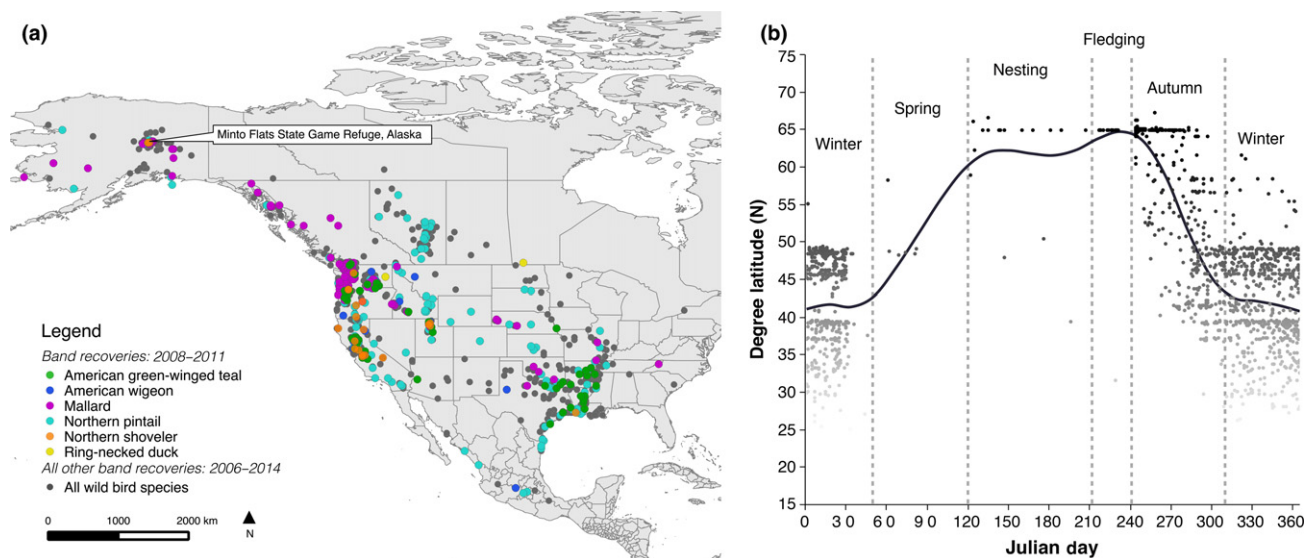 (a)
Minto Flats State Game Refuge, Alaska
Legend
Band recoveries: 2008–2011
American green-winged teal
American wigeon
Mallard
Northern pintail
Northern shoveler
Ring-necked duck
All other band recoveries: 2006–2014
All wild bird species
0 1000 2000 km
N
(b)
Fledging
Nesting
Autumn
Spring
Winter
Winter
75
70
65
60
55
50
45
40
35
30
25
20
15
Degree latitude (N)
0 3 0 6 0 9 0 120 150 180 210 240 270 300 330 360
Julian day